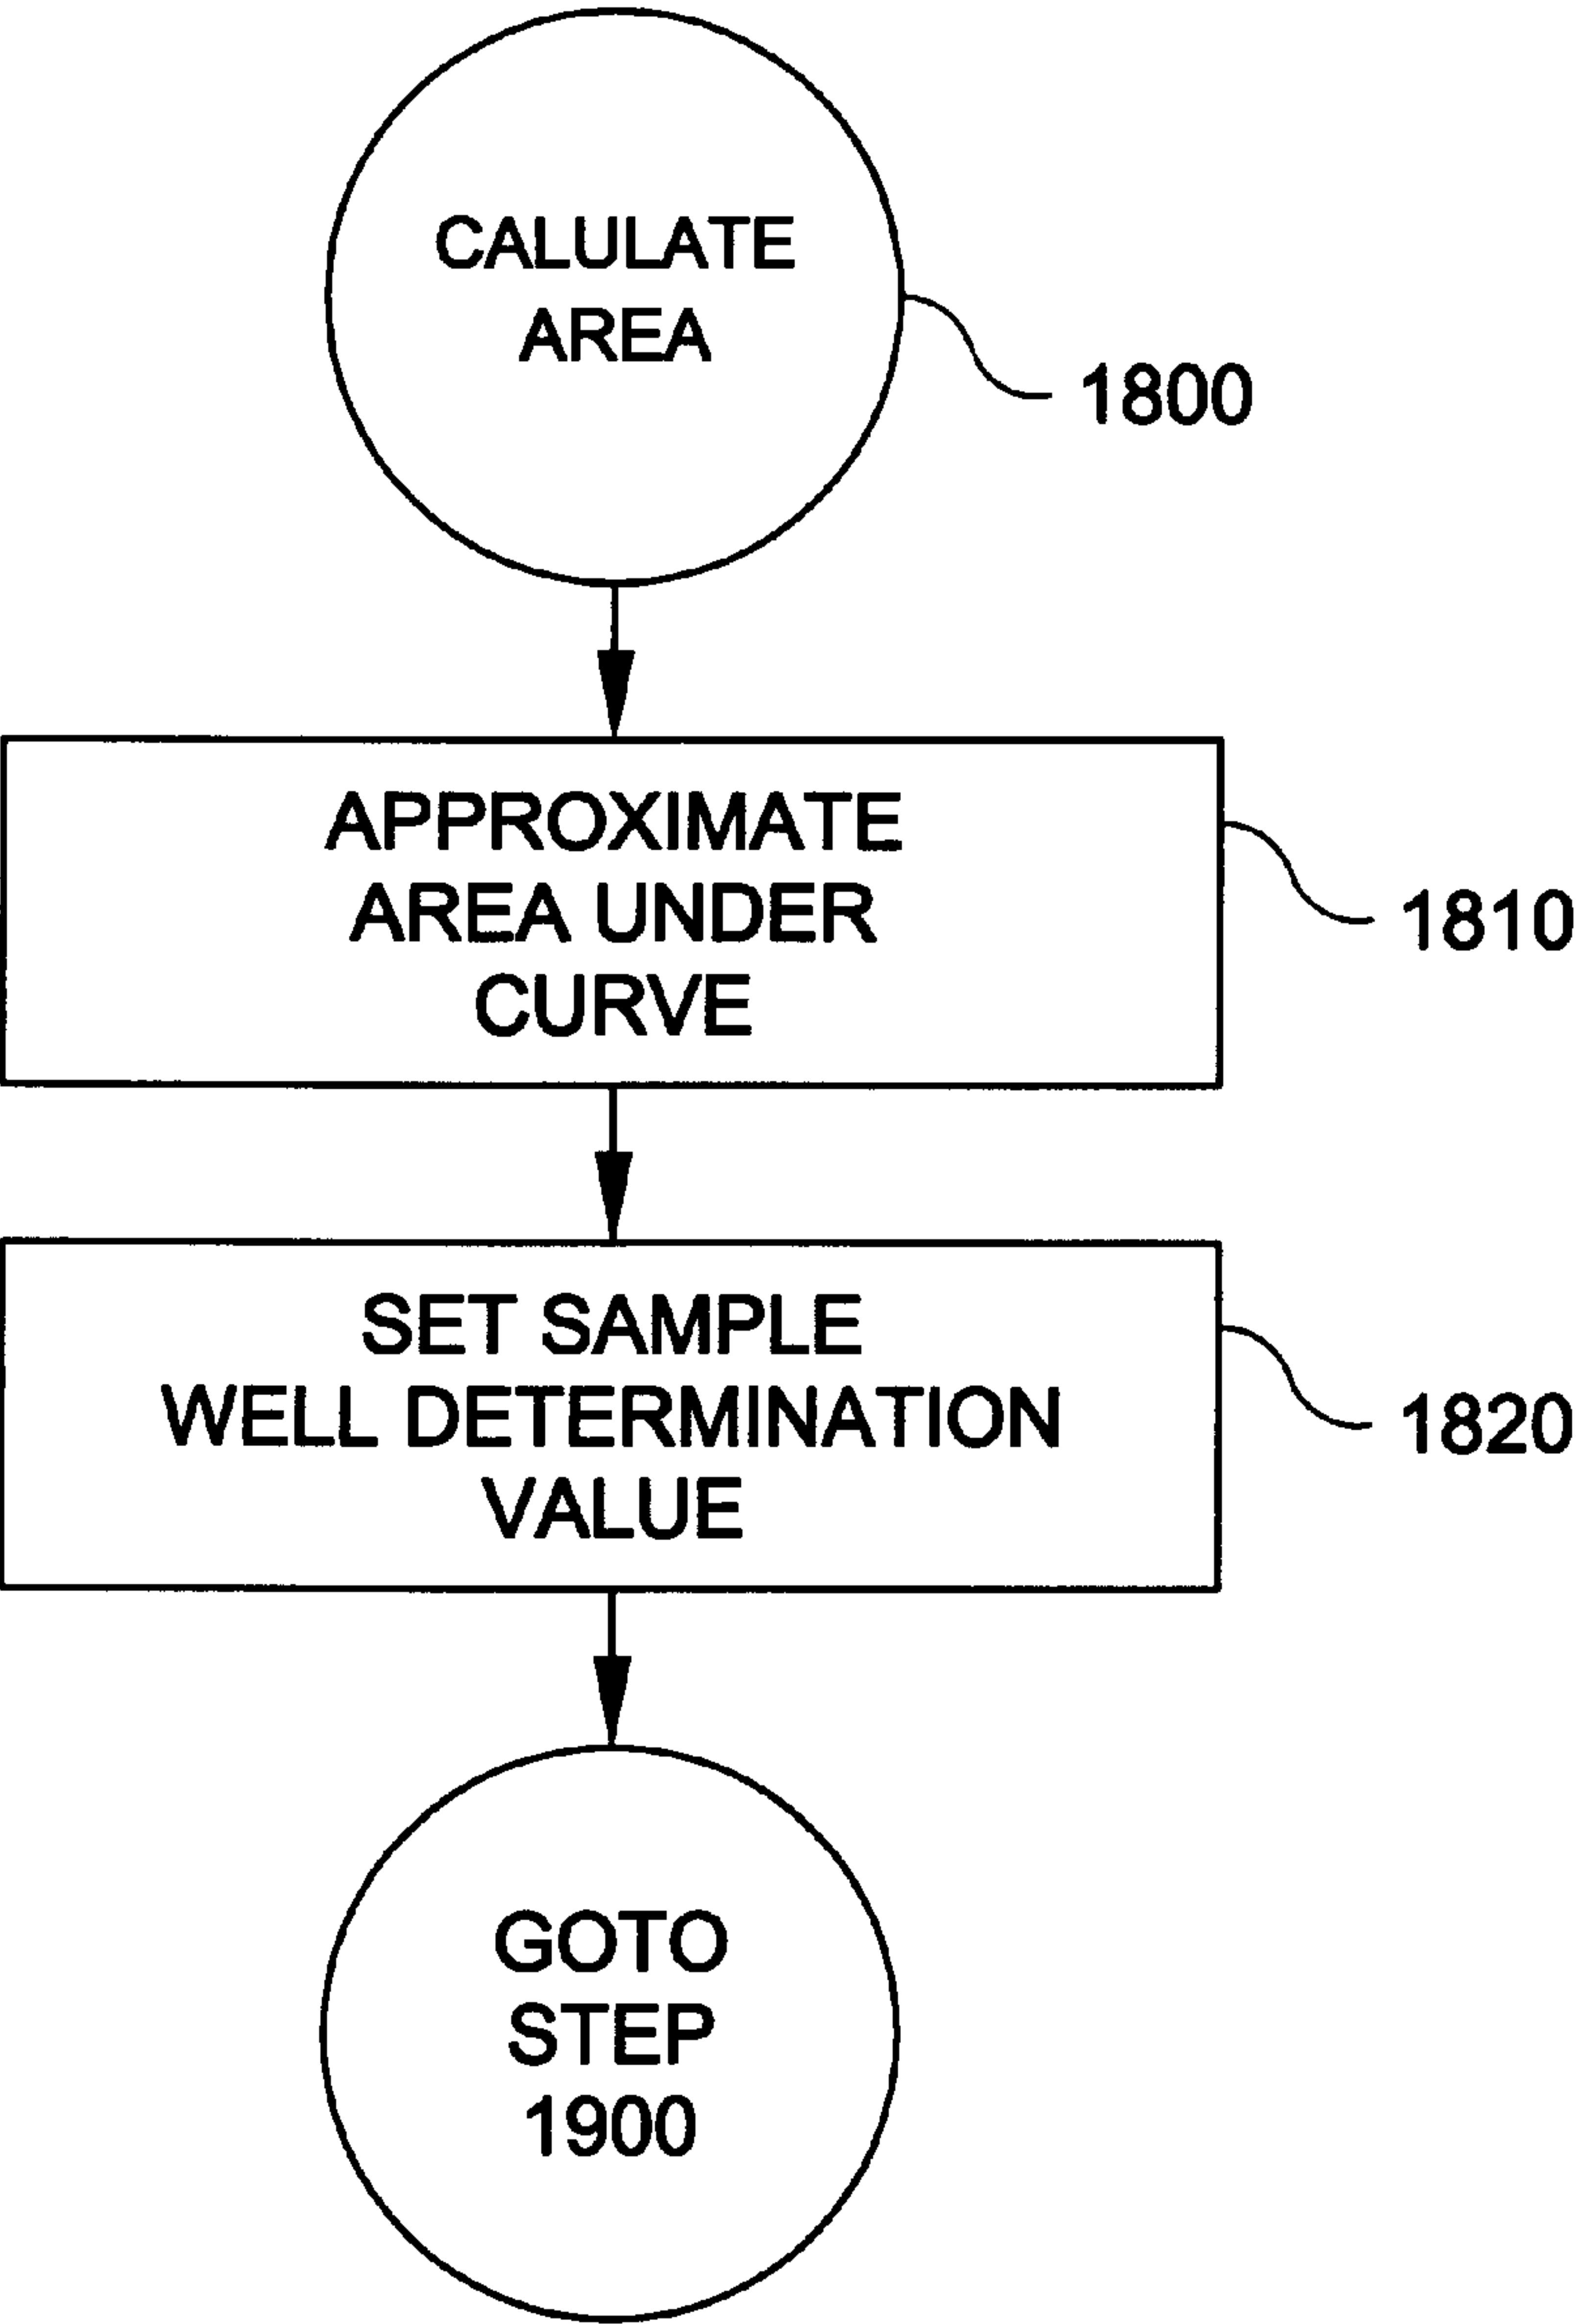 CALULATE
AREA
1800
APPROXIMATE
AREA UNDER
CURVE
1810
SET SAMPLE
WELL DETERMINATION
VALUE
1820
GOTO
STEP
1900